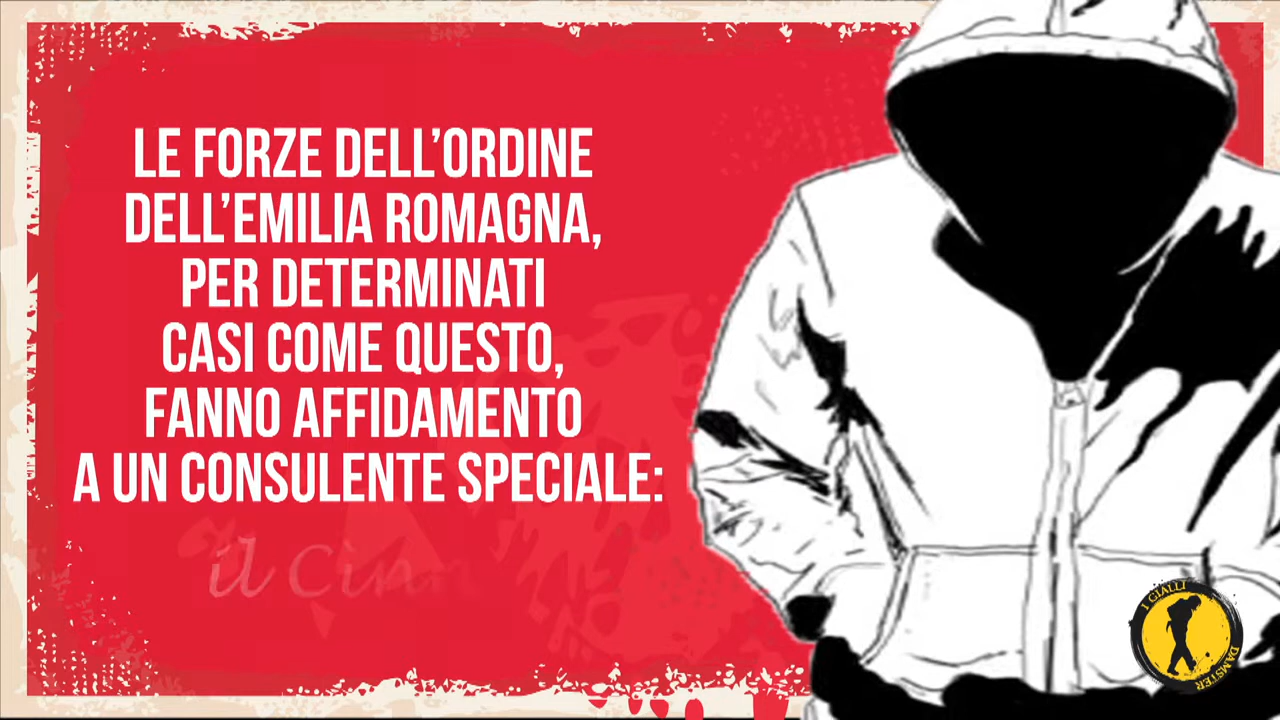 LE FORZE DELL’ORDINE
DELL’EMILIA ROMAGNA,
PER DETERMINATI
CASI COME QUESTO,
FANNO AFFIDAMENTO
A UN CONSULENTE SPECIALE:
il
I GIALLI
DAMSTER